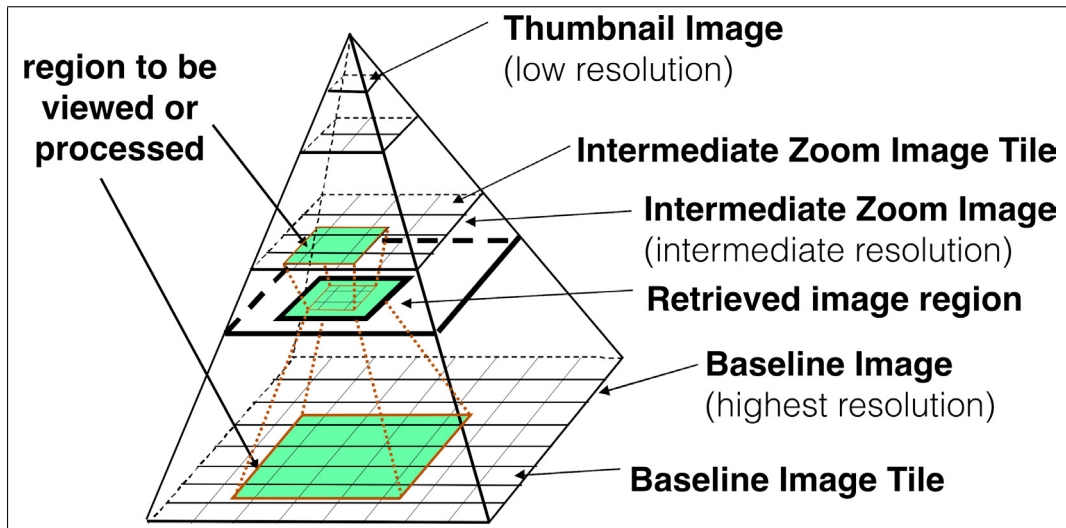 Thumbnail Image
(low resolution)
region to be
viewed or
processed
Intermediate Zoom Image Tile
Intermediate Zoom Image
(intermediate resolution)
Retrieved image region
Baseline Image
(highest resolution)
Baseline Image Tile